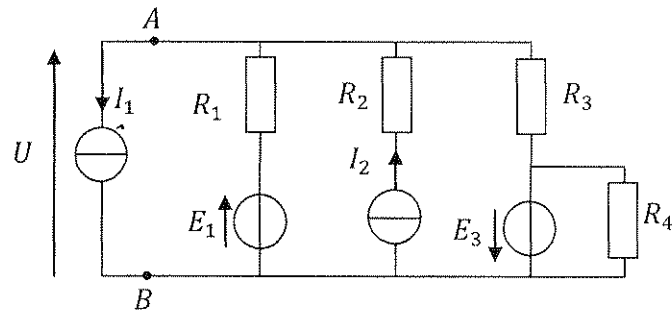 A
I₁
R₁
R₂
R₃
U
I₂
E₁
E₃
R₄
B